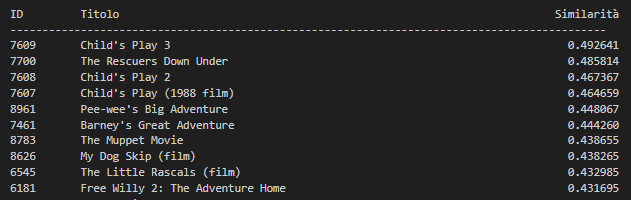 ID Titolo Similarità
--------------------------------------------------------------------------------------------
7609 Child's Play 3 0.492641
7700 The Rescuers Down Under 0.485814
7608 Child's Play 2 0.467367
7607 Child's Play (1988 film) 0.464659
8961 Pee-wee's Big Adventure 0.448067
7461 Barney's Great Adventure 0.444260
8783 The Muppet Movie 0.438655
8626 My Dog Skip (film) 0.438265
6545 The Little Rascals (film) 0.432985
6181 Free Willy 2: The Adventure Home 0.431695